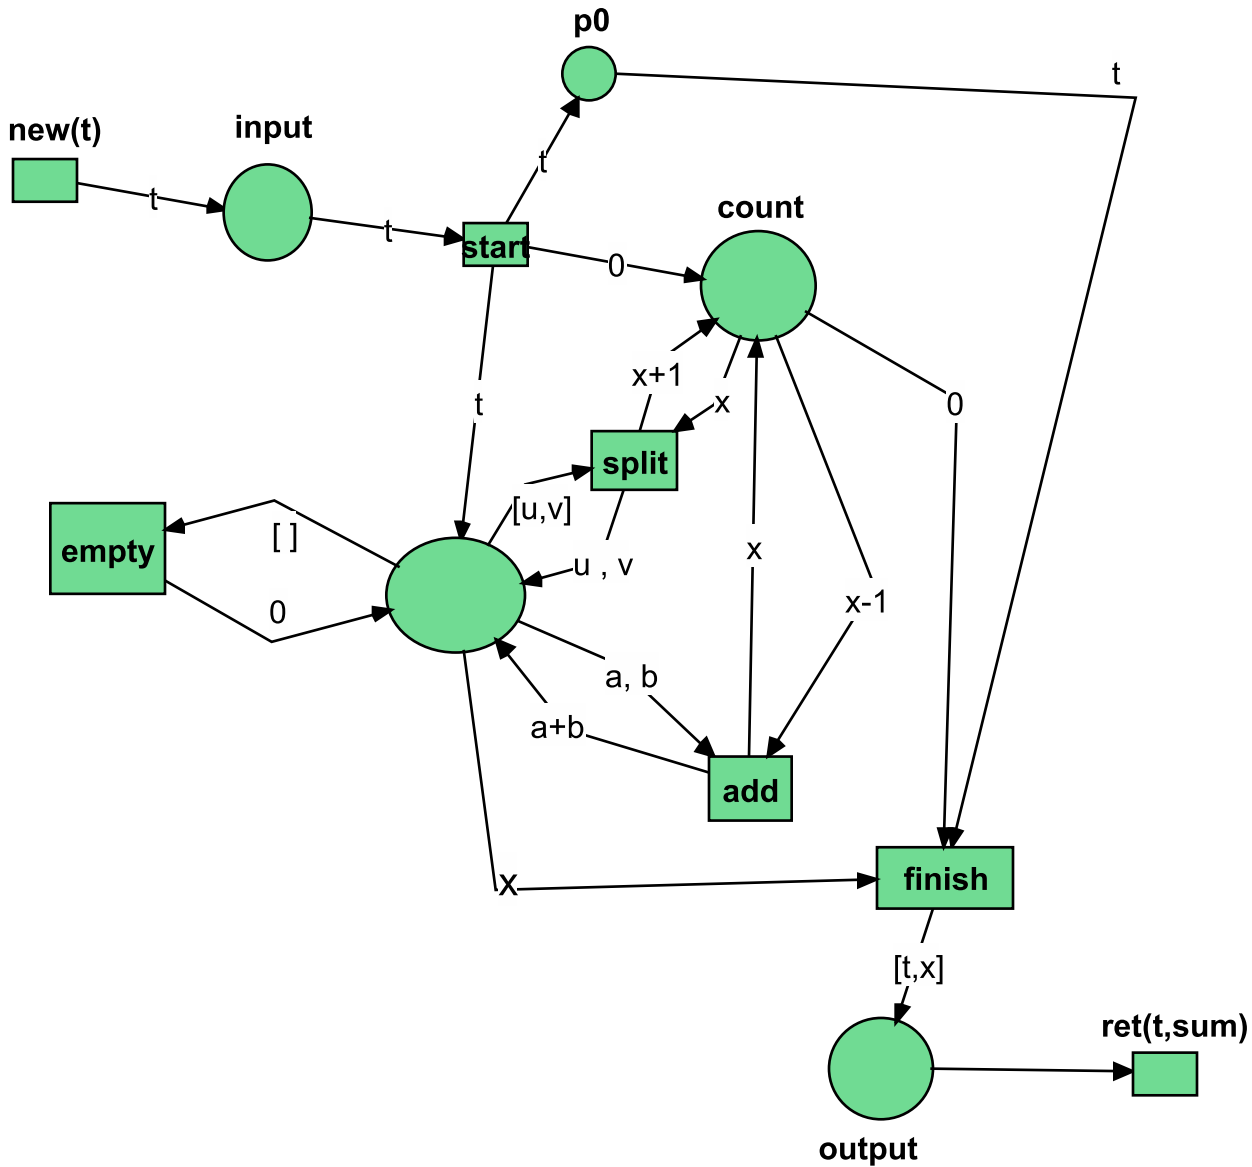 p0
t
new(t)
input
t
t
t
start
count
0
t
x+1
x
0
split
[u,v]
[ ]
empty
u , v
0
x
x-1
a, b
a+b
add
x
finish
[t,x]
ret(t,sum)
output